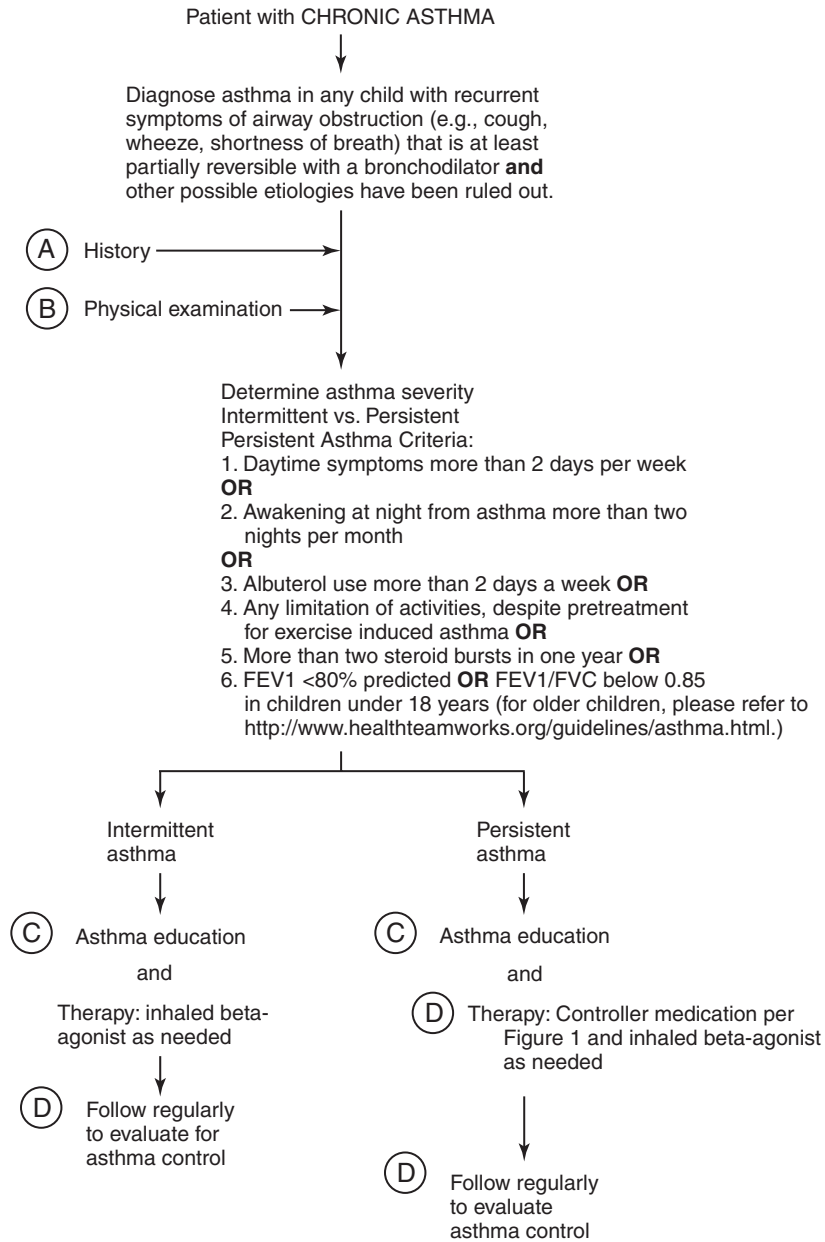 Patient with CHRONIC ASTHMA
Diagnose asthma in any child with recurrent
symptoms of airway obstruction (e.g., cough,
wheeze, shortness of breath) that is at least
partially reversible with a bronchodilator and
other possible etiologies have been ruled out.
A History
B Physical examination
Determine asthma severity
Intermittent vs. Persistent
Persistent Asthma Criteria:
1. Daytime symptoms more than 2 days per week
OR
2. Awakening at night from asthma more than two
nights per month
OR
3. Albuterol use more than 2 days a week OR
4. Any limitation of activities, despite pretreatment
for exercise induced asthma OR
5. More than two steroid bursts in one year OR
6. FEV1 <80% predicted OR FEV1/FVC below 0.85
in children under 18 years (for older children, please refer to
http://www.healthteamworks.org/guidelines/asthma.html.)
Intermittent
asthma
C Asthma education
and
Therapy: inhaled beta-
agonist as needed
D Follow regularly
to evaluate for
asthma control
Persistent
asthma
C Asthma education
and
D Therapy: Controller medication per
Figure 1 and inhaled beta-agonist
as needed
D Follow regularly
to evaluate
asthma control